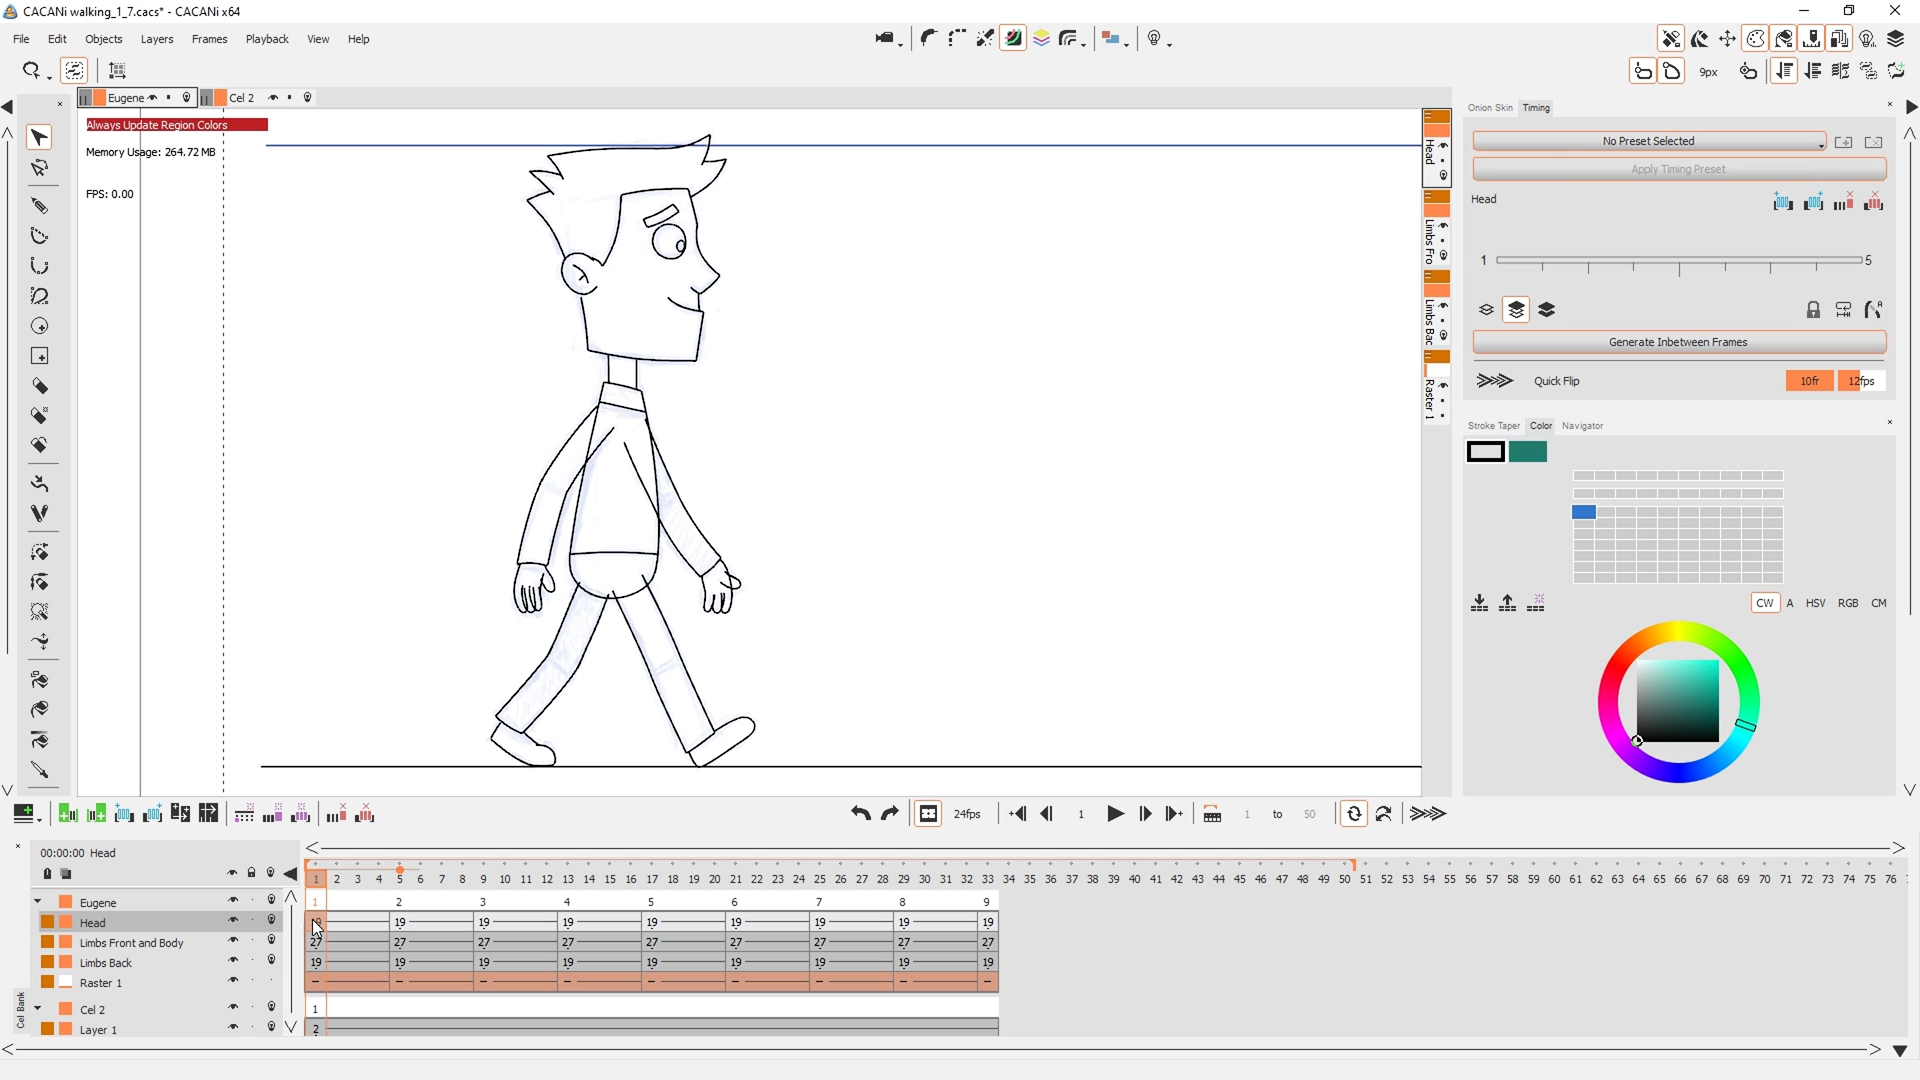 CACANi walking_1_7.cacs* - CACANi x64
File Edit Objects Layers Frames Playback View Help
9px
Eugene Cel 2
Always Update Region Colors
Memory Usage: 264.72 MB
FPS: 0.00
Head
Limbs Fro
Limbs Bac
Raster 1
Onion Skin Timing
No Preset Selected
Apply Timing Preset
Head
1 5
Generate Inbetween Frames
Quick Flip 10fr 12fps
Stroke Taper Color Navigator
CW A HSV RGB CM
24fps 1 1 to 50
00:00:00 Head
1 2 3 4 5 6 7 8 9 10 11 12 13 14 15 16 17 18 19 20 21 22 23 24 25 26 27 28 29 30 31 32 33 34 35 36 37 38 39 40 41 42 43 44 45 46 47 48 49 50 51 52 53 54 55 56 57 58 59 60 61 62 63 64 65 66 67 68 69 70 71 72 73 74 75 76
Eugene 1 2 3 4 5 6 7 8 9
Head 19 19 19 19 19 19 19 19
Limbs Front and Body 27 27 27 27 27 27 27 27 27
Limbs Back 19 19 19 19 19 19 19 19 19
Raster 1
Cel 2 1
Layer 1 2
Cel Bank